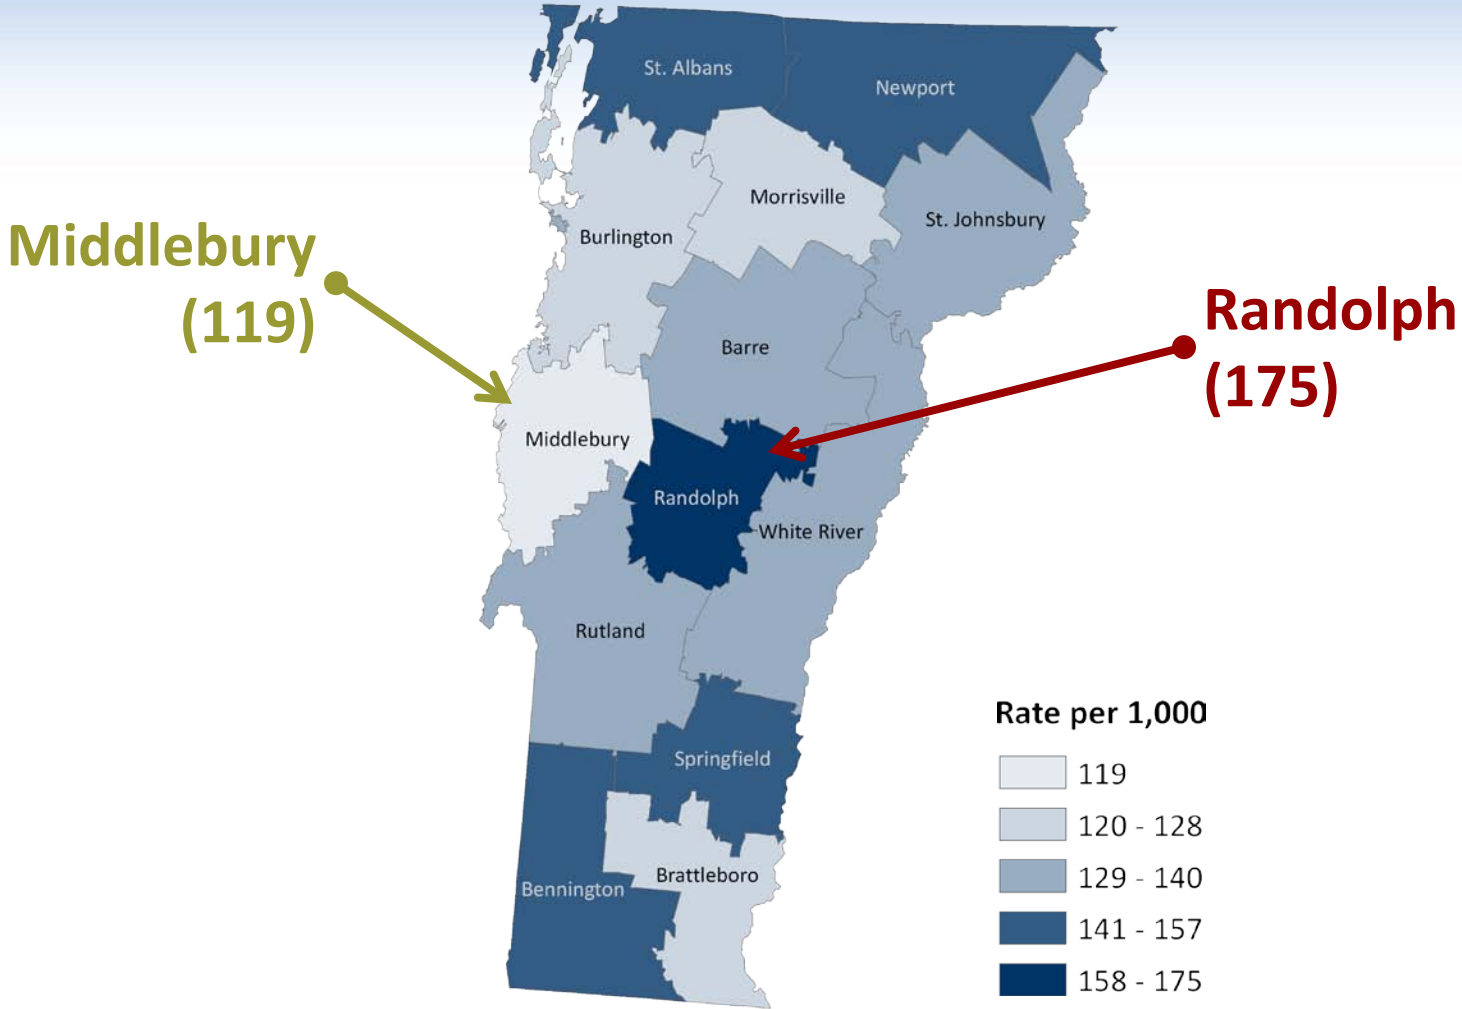 St. Albans
Newport
Morrisville
St. Johnsbury
Burlington
Middlebury
(119)
Randolph
(175)
Barre
Middlebury
Randolph
White River
Rutland
Springfield
Brattleboro
Bennington
Rate per 1,000
119
120 - 128
129 - 140
141 - 157
158 - 175